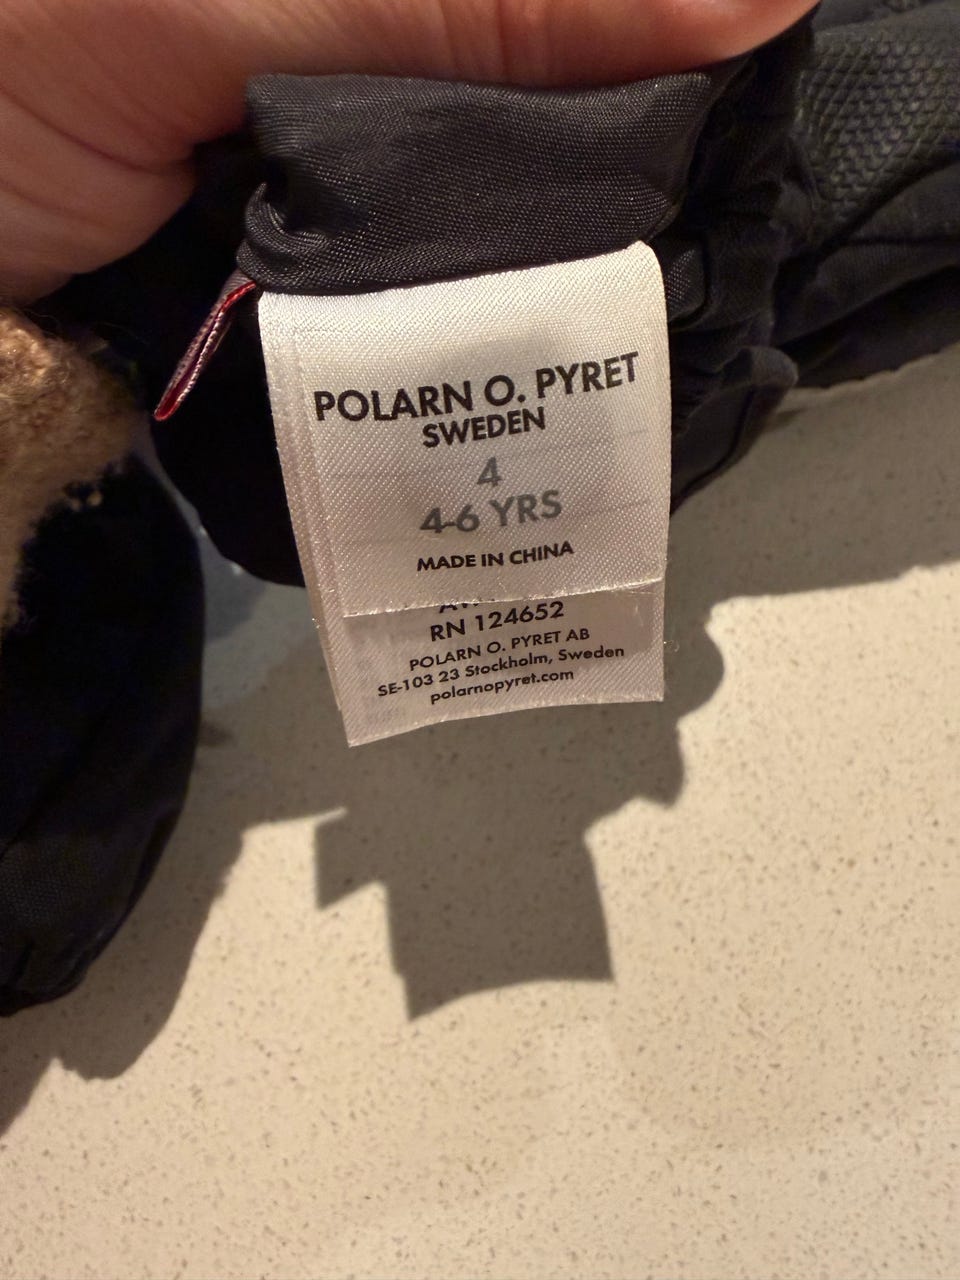 POLARN O. PYRET
SWEDEN
4
4-6 YRS
MADE IN CHINA
RN 124652
POLARN O. PYRET AB
SE-103 23 Stockholm, Sweden
polarnopyret.com